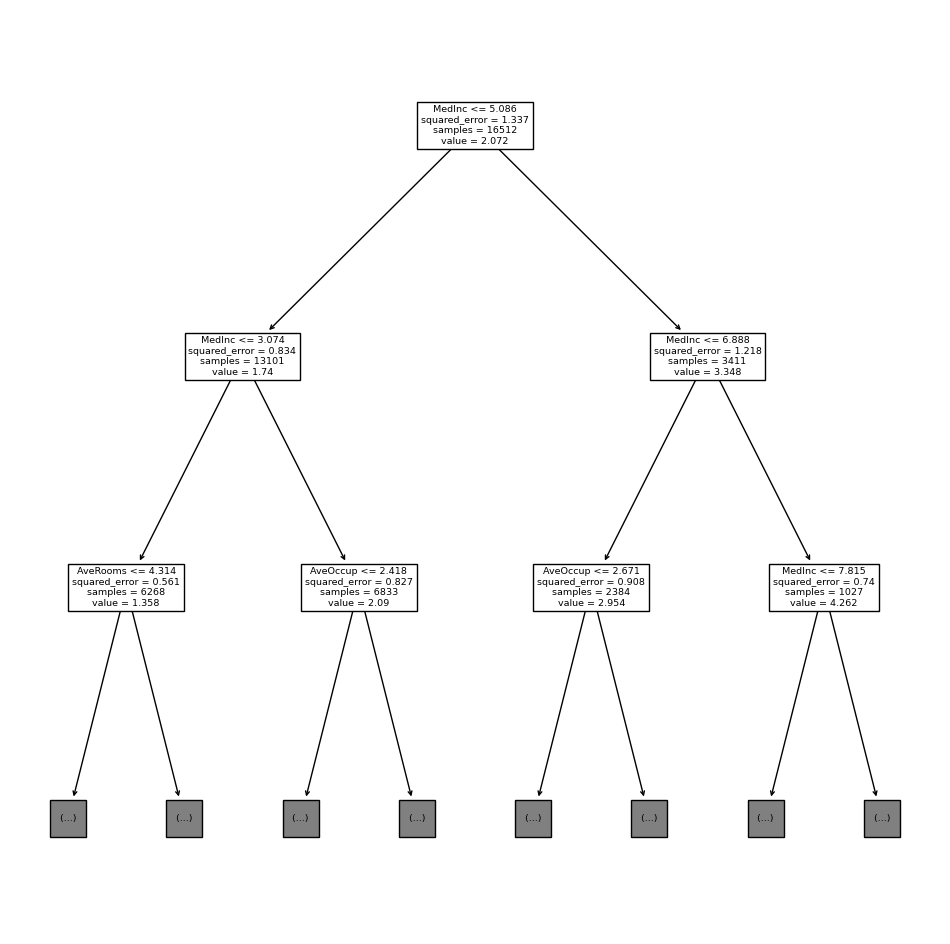 MedInc <= 5.086
squared_error = 1.337
samples = 16512
value = 2.072
MedInc <= 3.074
squared_error = 0.834
samples = 13101
value = 1.74
MedInc <= 6.888
squared_error = 1.218
samples = 3411
value = 3.348
AveRooms <= 4.314
squared_error = 0.561
samples = 6268
value = 1.358
AveOccup <= 2.418
squared_error = 0.827
samples = 6833
value = 2.09
AveOccup <= 2.671
squared_error = 0.908
samples = 2384
value = 2.954
MedInc <= 7.815
squared_error = 0.74
samples = 1027
value = 4.262
(...)
(...)
(...)
(...)
(...)
(...)
(...)
(...)